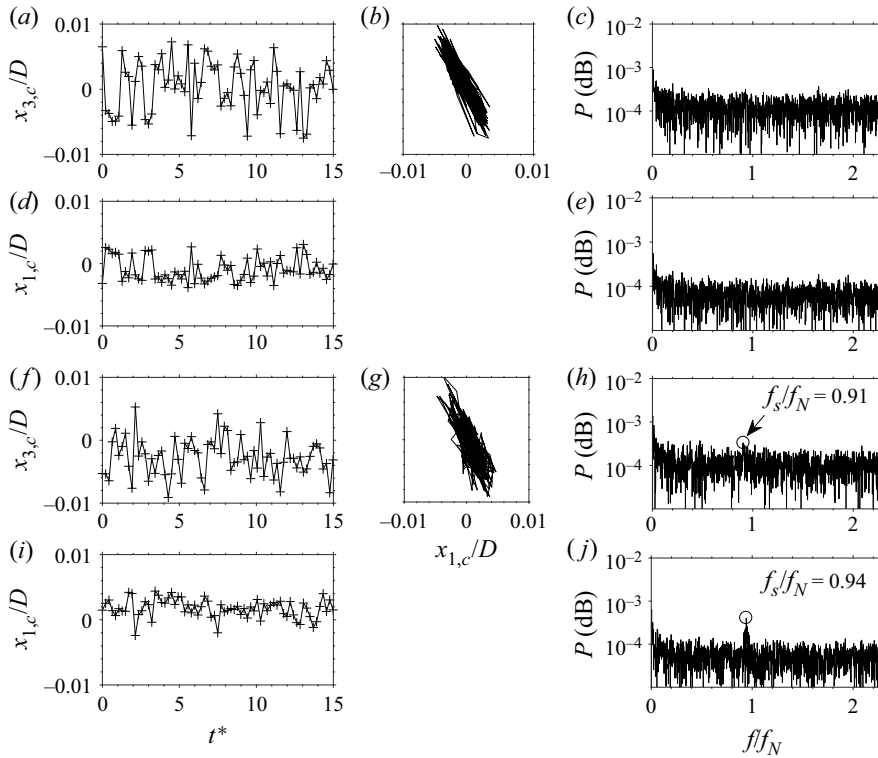 (a)
0.01
0
−0.01
x3,c/D
0
5
10
15
(b)
−0.01
0
0.01
(c)
10−2
10−3
10−4
P (dB)
0
1
2
(d)
0.01
0
−0.01
x1,c/D
0
5
10
15
(e)
10−2
10−3
10−4
P (dB)
0
1
2
(f)
0.01
0
−0.01
x3,c/D
0
5
10
15
(g)
−0.01
0
0.01
x1,c/D
(h)
10−2
10−3
10−4
P (dB)
fs/fN = 0.91
0
1
2
(i)
0.01
0
−0.01
x1,c/D
0
5
10
15
t*
(j)
10−2
10−3
10−4
P (dB)
fs/fN = 0.94
0
1
2
f/fN